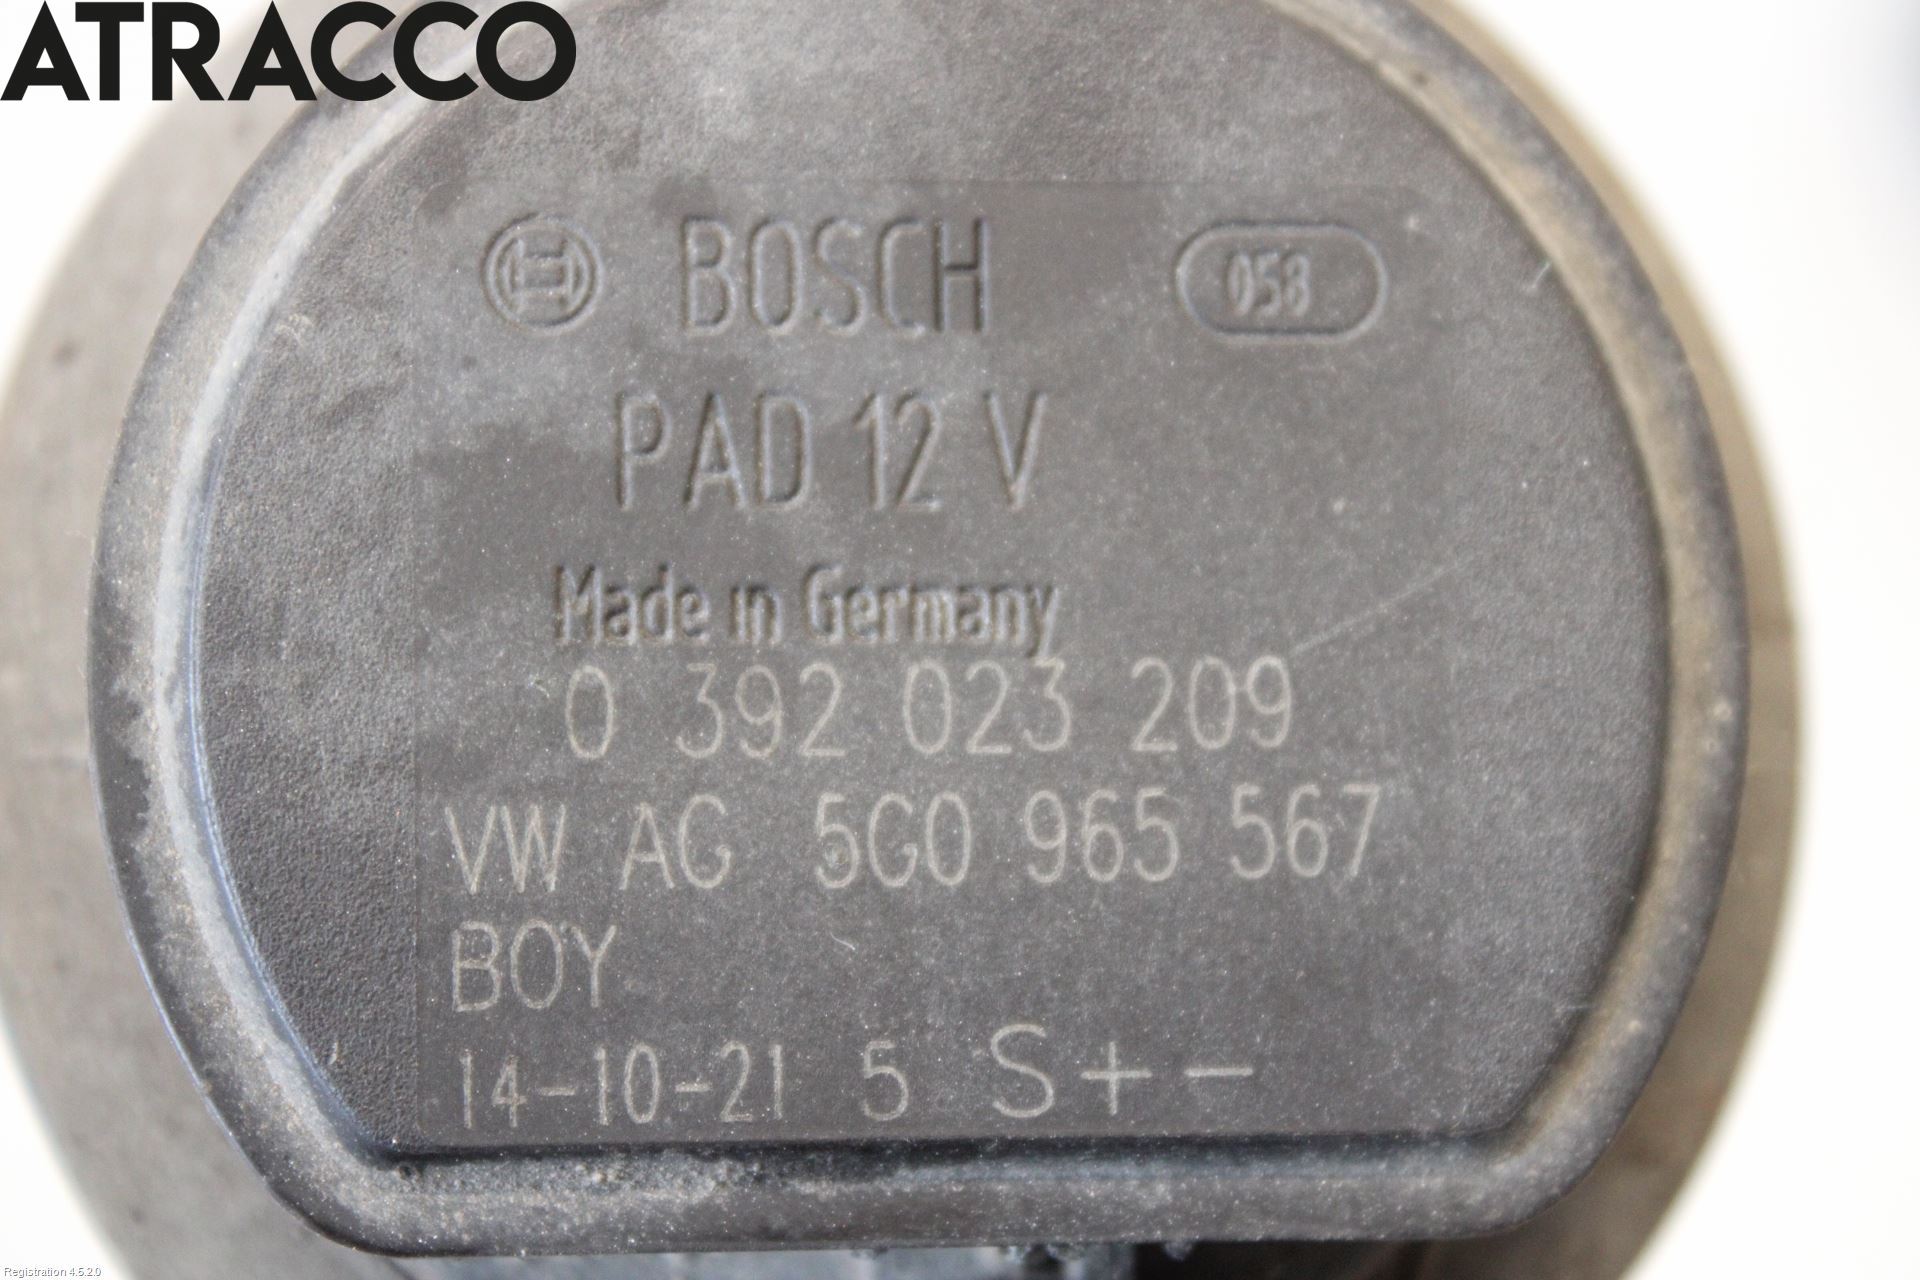 ATRACCO
BOSCH 058
PAD 12 V
Made in Germany
0 392 023 209
VW AG 5G0 965 567
BOY
14-10-21 5 S + -
Registration 4.5.2.0